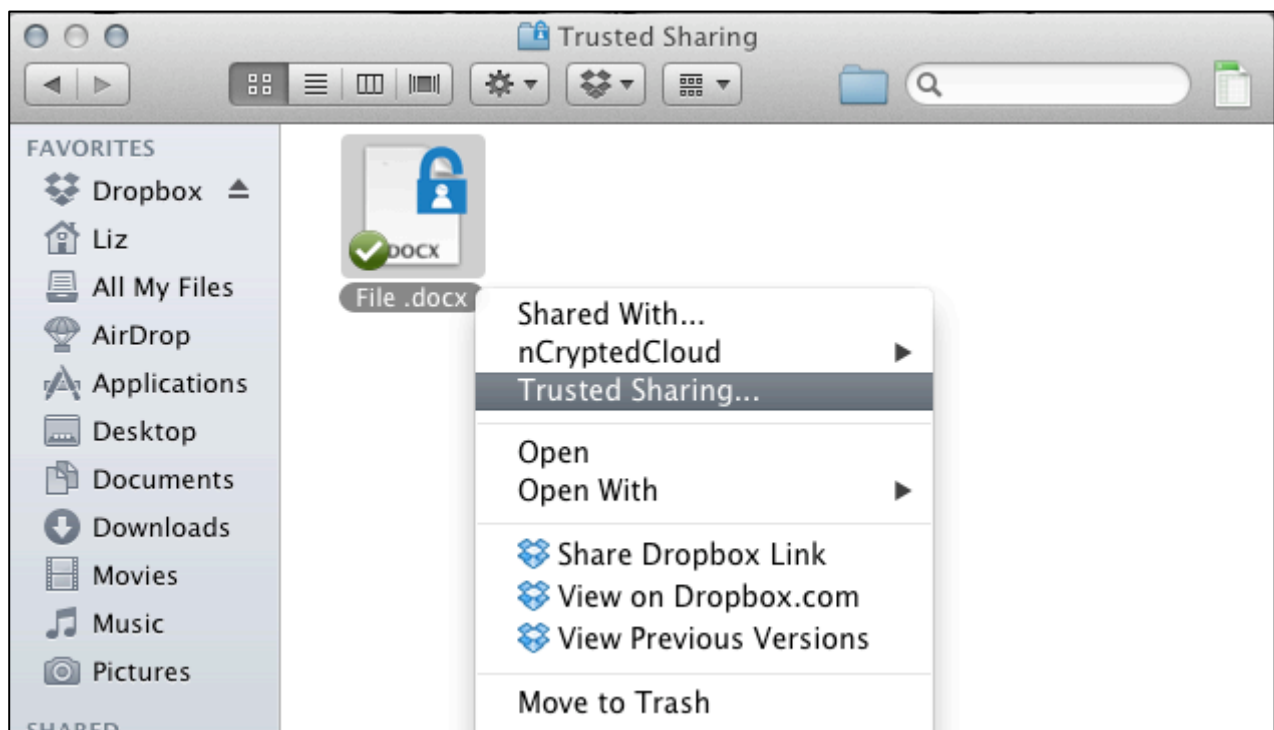 Trusted Sharing
FAVORITES
Dropbox
Liz
All My Files
AirDrop
Applications
Desktop
Documents
Downloads
Movies
Music
Pictures
SHARED
DOCX
File .docx
Shared With...
nCryptedCloud
Trusted Sharing...
Open
Open With
Share Dropbox Link
View on Dropbox.com
View Previous Versions
Move to Trash